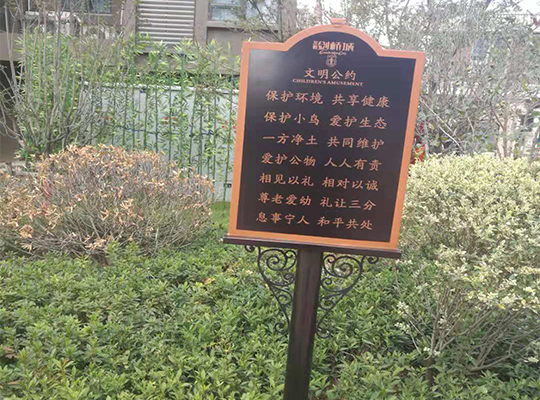 剑桥城
文明公约
CHILDREN'S AMUSEMENT
保护环境 共享健康
保护小鸟 爱护生态
一方净土 共同维护
爱护公物 人人有责
相见以礼 相对以诚
尊老爱幼 礼让三分
息事宁人 和平共处